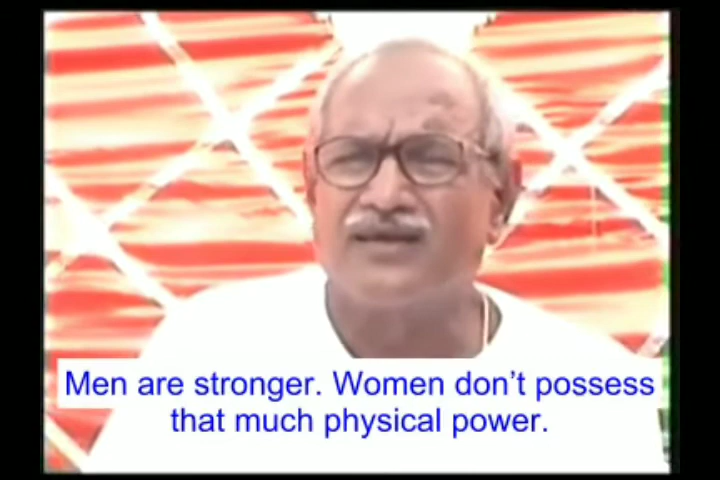 Men are stronger. Women don't possess
that much physical power.